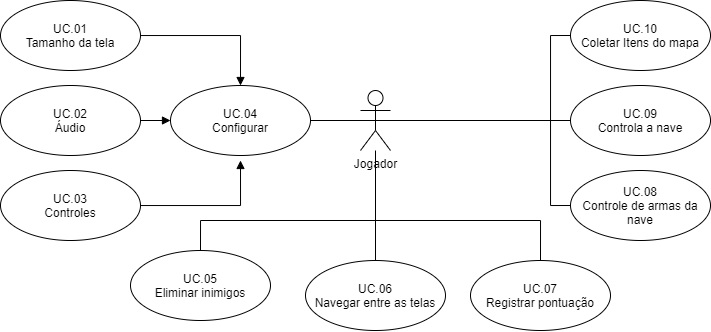 UC.01
Tamanho da tela
UC.10
Coletar Itens do mapa
UC.02
Áudio
UC.04
Configurar
UC.09
Controla a nave
Jogador
UC.03
Controles
UC.08
Controle de armas da
nave
UC.05
Eliminar inimigos
UC.06
Navegar entre as telas
UC.07
Registrar pontuação